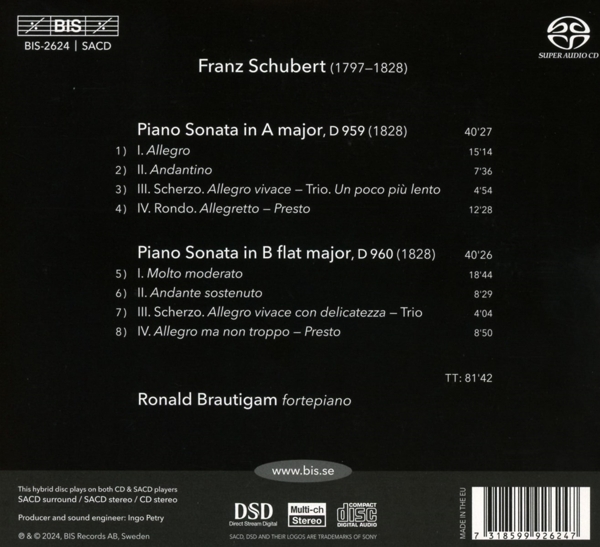 BIS
BIS-2624 | SACD
SUPER AUDIO CD
Franz Schubert (1797–1828)
Piano Sonata in A major, D 959 (1828) 40'27
1) I. Allegro 15'14
2) II. Andantino 7'36
3) III. Scherzo. Allegro vivace – Trio. Un poco più lento 4'54
4) IV. Rondo. Allegretto – Presto 12'28
Piano Sonata in B flat major, D 960 (1828) 40'26
5) I. Molto moderato 18'44
6) II. Andante sostenuto 8'29
7) III. Scherzo. Allegro vivace con delicatezza – Trio 4'04
8) IV. Allegro ma non troppo – Presto 8'50
TT: 81'42
Ronald Brautigam fortepiano
www.bis.se
This hybrid disc plays on both CD & SACD players
SACD surround / SACD stereo / CD stereo
Producer and sound engineer: Ingo Petry
℗ & © 2024, BIS Records AB, Sweden
DSD
Direct Stream Digital
Multi-ch
Stereo
COMPACT
disc
DIGITAL AUDIO
SACD, DSD AND THEIR LOGOS ARE TRADEMARKS OF SONY
MADE IN THE EU
7 318599 926247